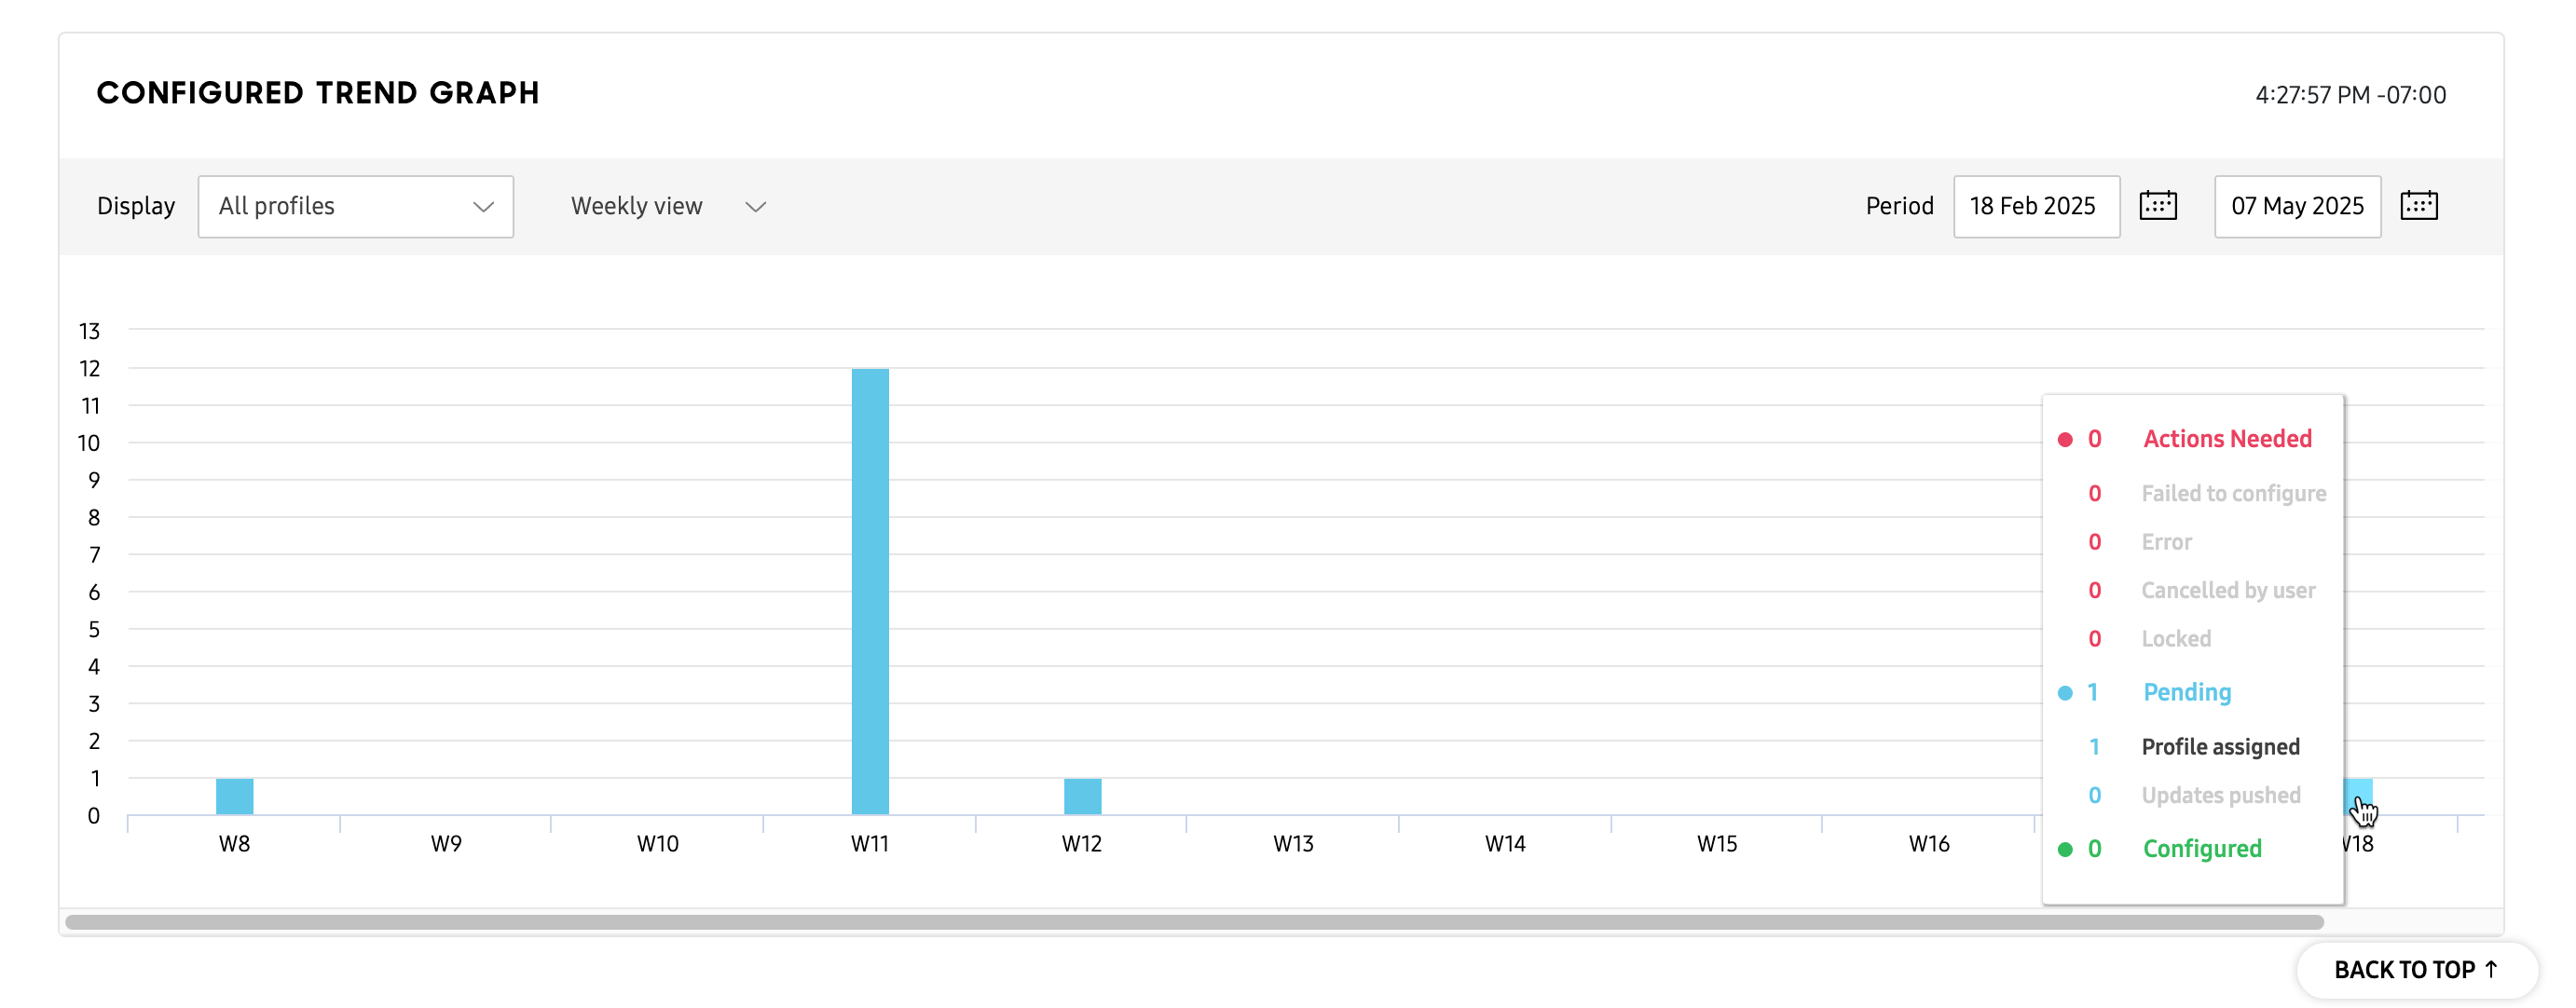 CONFIGURED TREND GRAPH
4:27:57 PM -07:00
Display All profiles Weekly view Period 18 Feb 2025 07 May 2025
13
12
11
10
9
8
7
6
5
4
3
2
1
0
W8 W9 W10 W11 W12 W13 W14 W15 W16 W18
0 Actions Needed
0 Failed to configure
0 Error
0 Cancelled by user
0 Locked
1 Pending
1 Profile assigned
0 Updates pushed
0 Configured
BACK TO TOP ↑